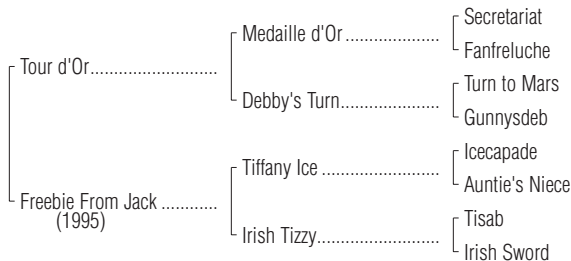 Secretariat
Medaille d'Or....................
Fanfreluche
Tour d'Or...........................
Turn to Mars
Debby's Turn.....................
Gunnysdeb
Icecapade
Tiffany Ice .........................
Auntie's Niece
Freebie From Jack ............
(1995)
Tisab
Irish Tizzy..........................
Irish Sword